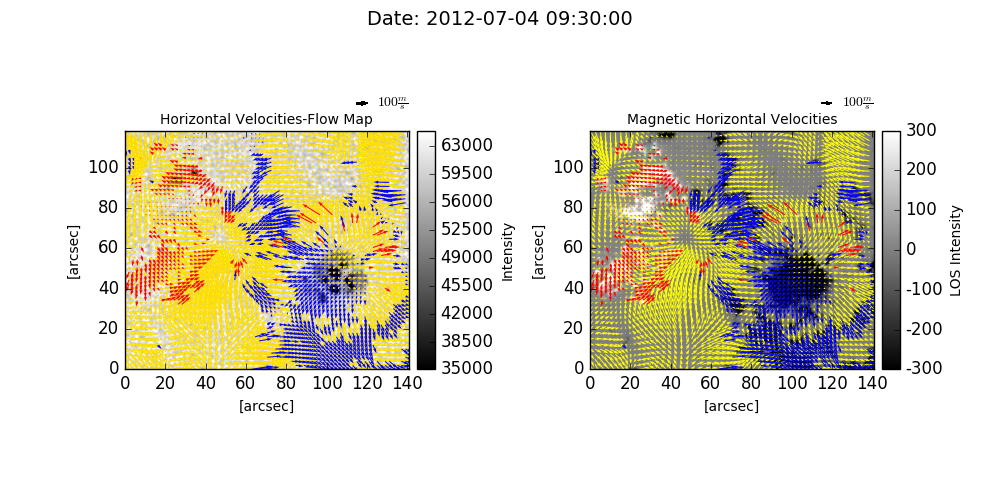 Date: 2012-07-04 09:30:00
100 m/s
100 m/s
Horizontal Velocities-Flow Map
Magnetic Horizontal Velocities
[arcsec]
100
80
60
40
20
0
0 20 40 60 80 100 120 140
[arcsec]
63000
59500
56000
52500
49000
45500
42000
38500
35000
Intensity
[arcsec]
100
80
60
40
20
0
0 20 40 60 80 100 120 140
[arcsec]
300
200
100
0
-100
-200
-300
LOS Intensity